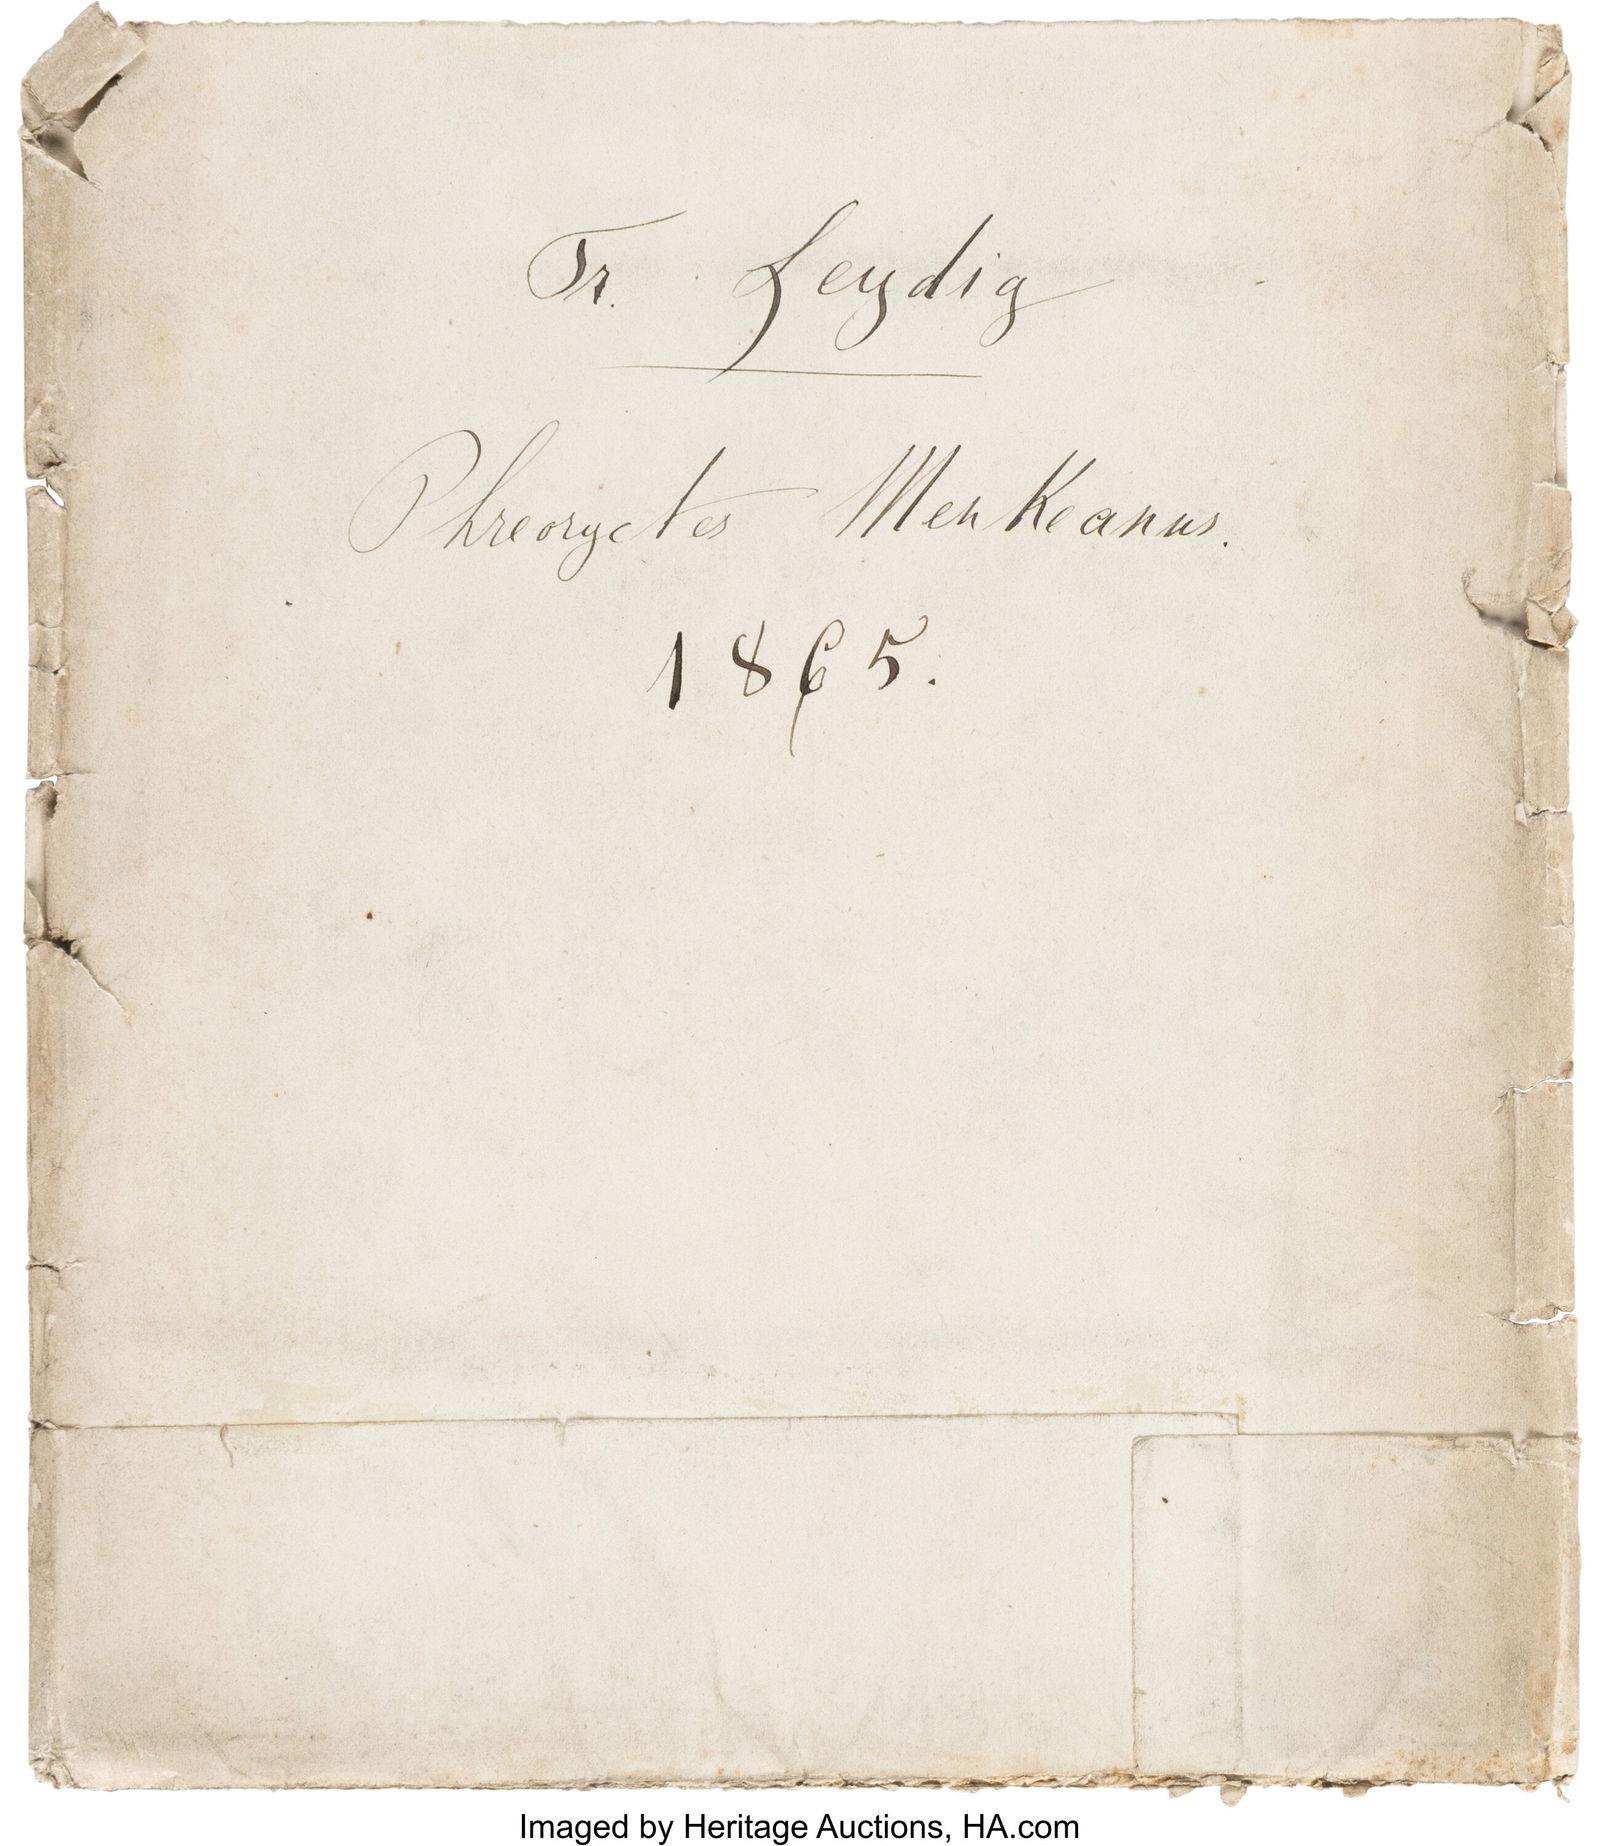 Fr. Leydig
Phreoryctes Menkeanus.
1865.
Imaged by Heritage Auctions, HA.com